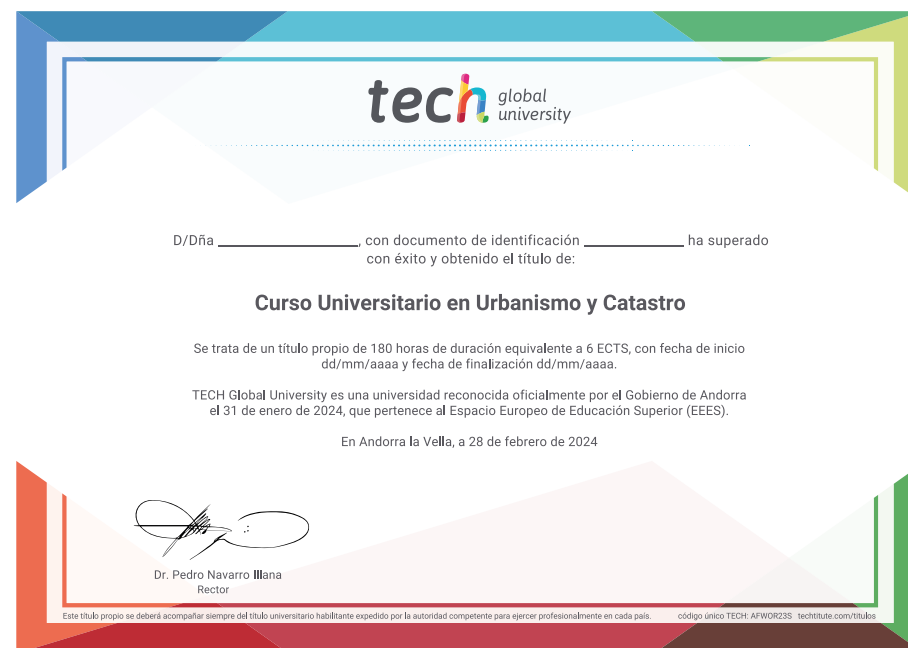 tech global university
D/Dña ____________________, con documento de identificación ______________ ha superado
con éxito y obtenido el título de:
Curso Universitario en Urbanismo y Catastro
Se trata de un título propio de 180 horas de duración equivalente a 6 ECTS, con fecha de inicio
dd/mm/aaaa y fecha de finalización dd/mm/aaaa.
TECH Global University es una universidad reconocida oficialmente por el Gobierno de Andorra
el 31 de enero de 2024, que pertenece al Espacio Europeo de Educación Superior (EEES).
En Andorra la Vella, a 28 de febrero de 2024
Dr. Pedro Navarro Illana
Rector
Este título propio se deberá acompañar siempre del título universitario habilitante expedido por la autoridad competente para ejercer profesionalmente en cada país. código único TECH: AFWOR23S techtitute.com/titulos